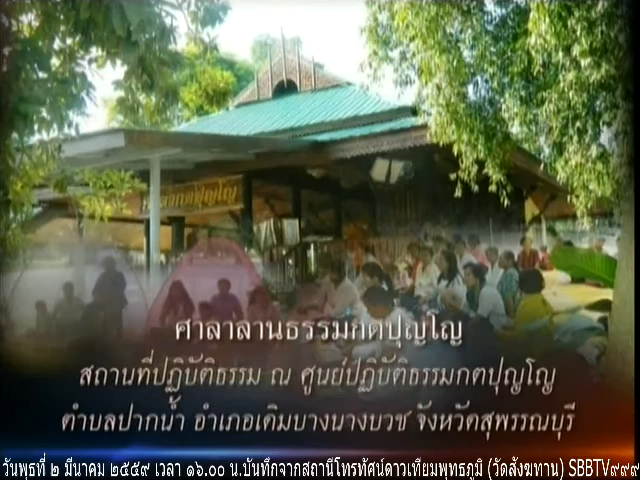 ศาลาลานธรรมกตปุญโญ
สถานที่ปฏิบัติธรรม ณ ศูนย์ปฏิบัติธรรมกตปุญโญ
ตำบลปากน้ำ อำเภอเดิมบางนางบวช จังหวัดสุพรรณบุรี
วันพุธที่ ๒ มีนาคม ๒๕๕๙ เวลา ๑๖.๐๐ น.บันทึกจากสถานีโทรทัศน์ดาวเทียมพุทธภูมิ (วัดสังฆทาน) SBBTV๙๙๙